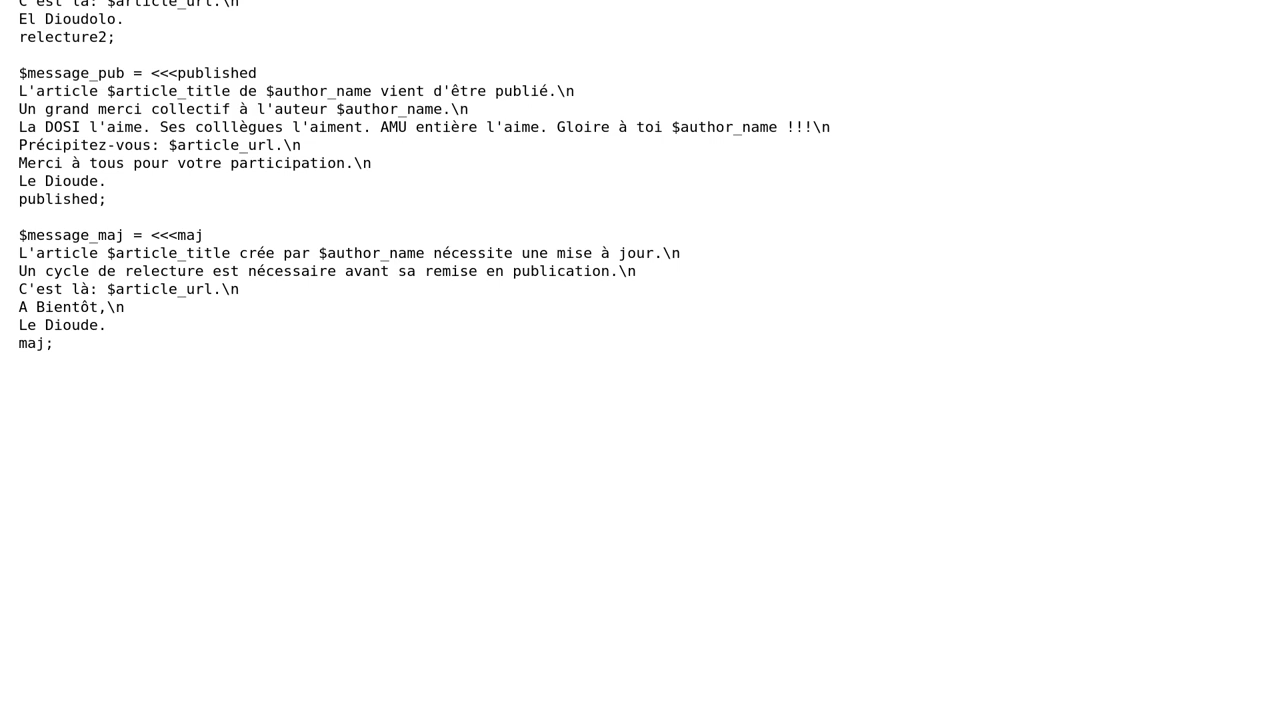 C'est là: $article_url.\n
El Dioudolo.
relecture2;
$message_pub = <<<published
L'article $article_title de $author_name vient d'être publié.\n
Un grand merci collectif à l'auteur $author_name.\n
La DOSI l'aime. Ses colllègues l'aiment. AMU entière l'aime. Gloire à toi $author_name !!!\n
Précipitez-vous: $article_url.\n
Merci à tous pour votre participation.\n
Le Dioude.
published;
$message_maj = <<<maj
L'article $article_title crée par $author_name nécessite une mise à jour.\n
Un cycle de relecture est nécessaire avant sa remise en publication.\n
C'est là: $article_url.\n
A Bientôt,\n
Le Dioude.
maj;